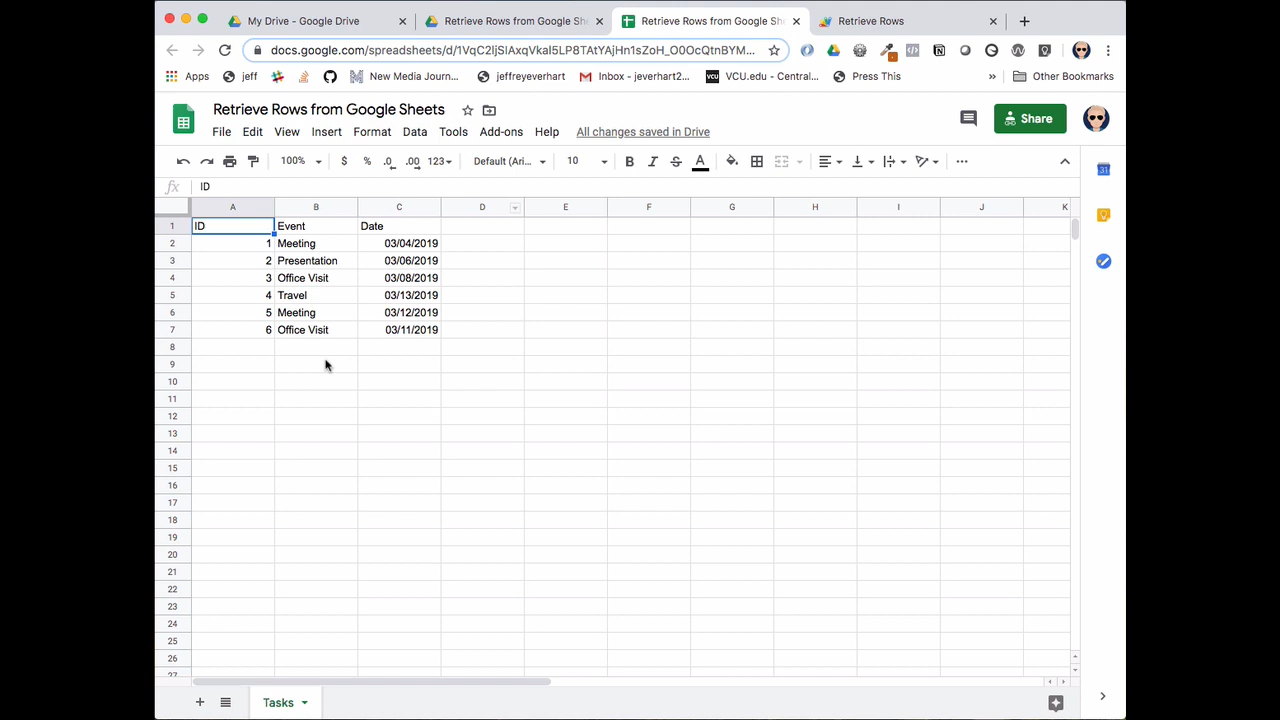 My Drive - Google Drive
Retrieve Rows from Google Sh
Retrieve Rows from Google She
Retrieve Rows
docs.google.com/spreadsheets/d/
Apps
jeff
New Media Journ...
jeffreyeverhart
Inbox - jeverhart2...
VCU.edu - Central...
Press This
»
Other Bookmarks
Retrieve Rows from Google Sheets
File Edit View Insert Format Data Tools Add-ons Help All changes saved in Drive
Share
100% $ % .0 .00 123 Default (Ari... 10 B I S A
fx ID
A B C D E F G H I J K
1 ID Event Date
2 1 Meeting 03/04/2019
3 2 Presentation 03/06/2019
4 3 Office Visit 03/08/2019
5 4 Travel 03/13/2019
6 5 Meeting 03/12/2019
7 6 Office Visit 03/11/2019
8
9
10
11
12
13
14
15
16
17
18
19
20
21
22
23
24
25
26
27
Tasks
31